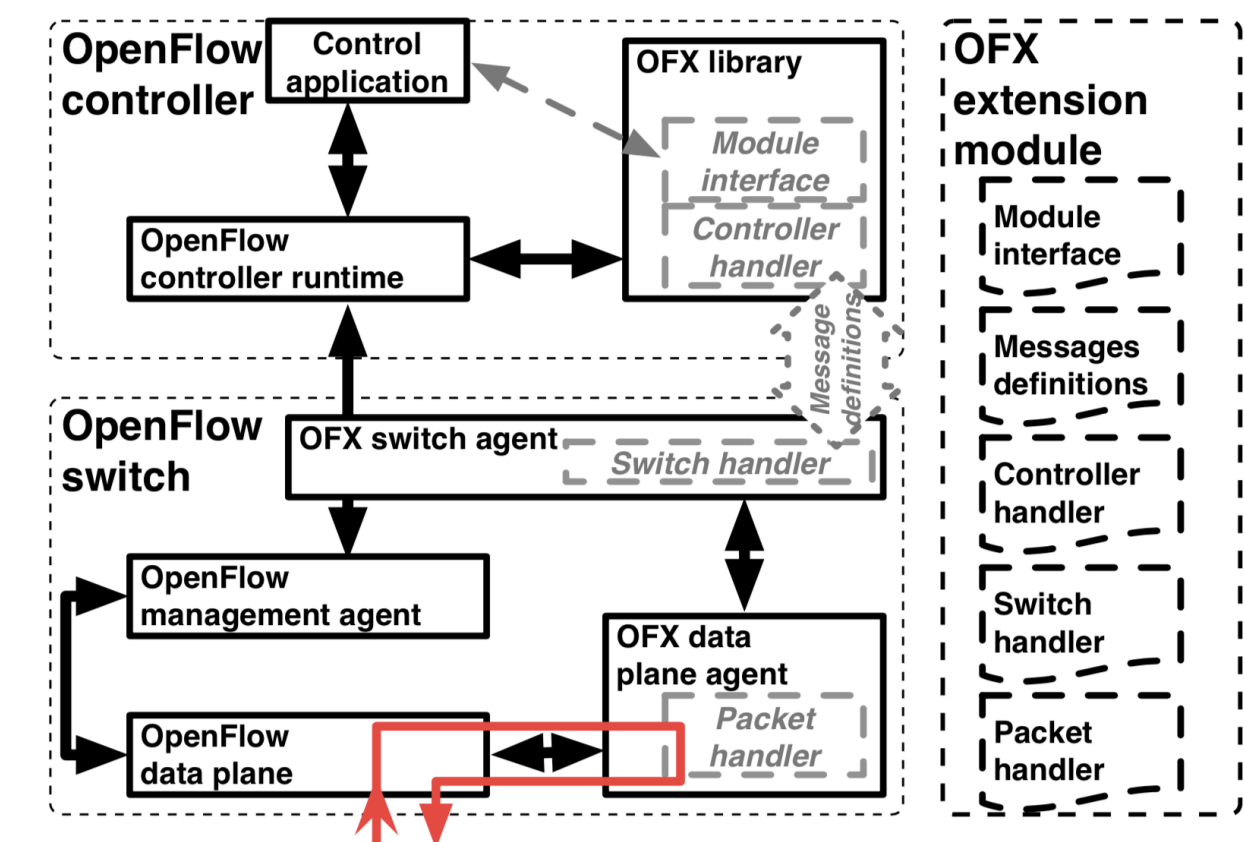 OpenFlow
controller
Control
application
OFX library
Module
interface
Controller
handler
OpenFlow
controller runtime
Message
definitions
OpenFlow
switch
OFX switch agent
Switch handler
OpenFlow
management agent
OFX data
plane agent
Packet
handler
OpenFlow
data plane
OFX
extension
module
Module
interface
Messages
definitions
Controller
handler
Switch
handler
Packet
handler